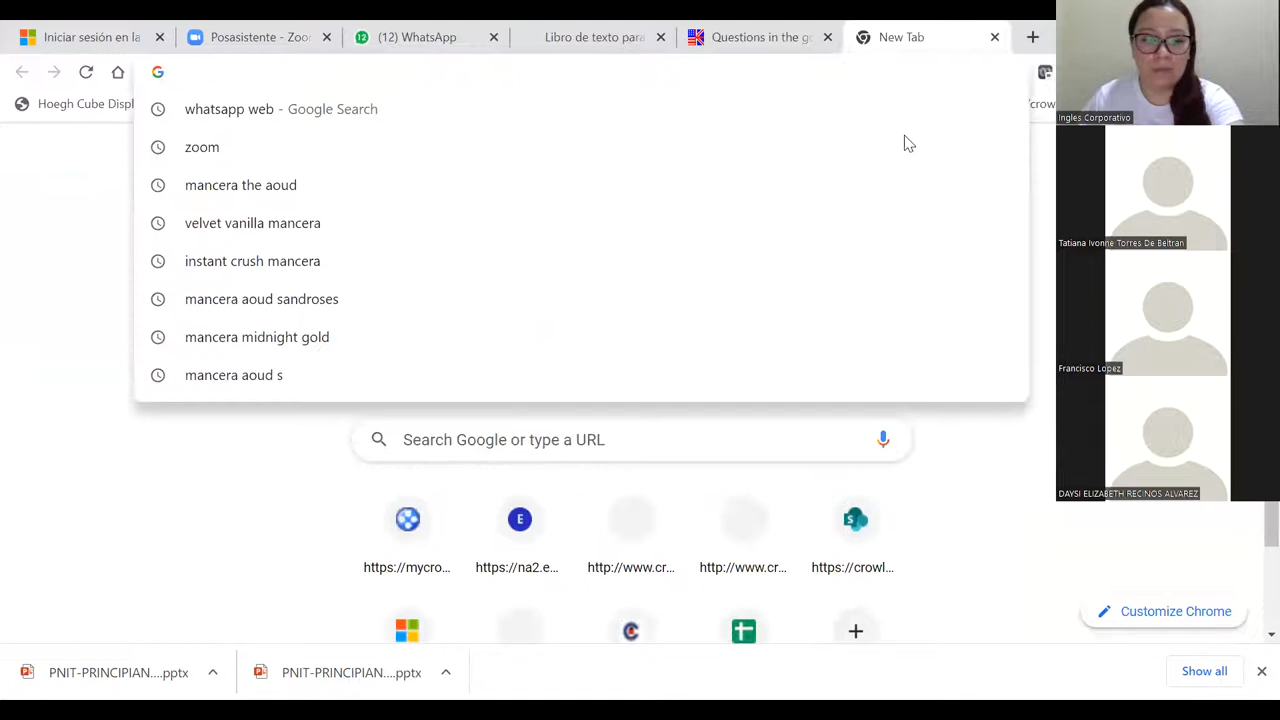 Iniciar sesión en la
Posasistente - Zoom
(12) WhatsApp
Libro de texto para
Questions in the g
New Tab
Hoegh Cube Displ
/crow
whatsapp web - Google Search
zoom
mancera the aoud
velvet vanilla mancera
instant crush mancera
mancera aoud sandroses
mancera midnight gold
mancera aoud s
Search Google or type a URL
E
S
https://mycro...
https://na2.e...
http://www.cr...
http://www.cr...
https://crowl...
Customize Chrome
PNIT-PRINCIPIAN....pptx
PNIT-PRINCIPIAN....pptx
Show all
Ingles Corporativo
Tatiana Ivonne Torres De Beltran
Francisco Lopez
DAYSI ELIZABETH RECINOS ALVAREZ